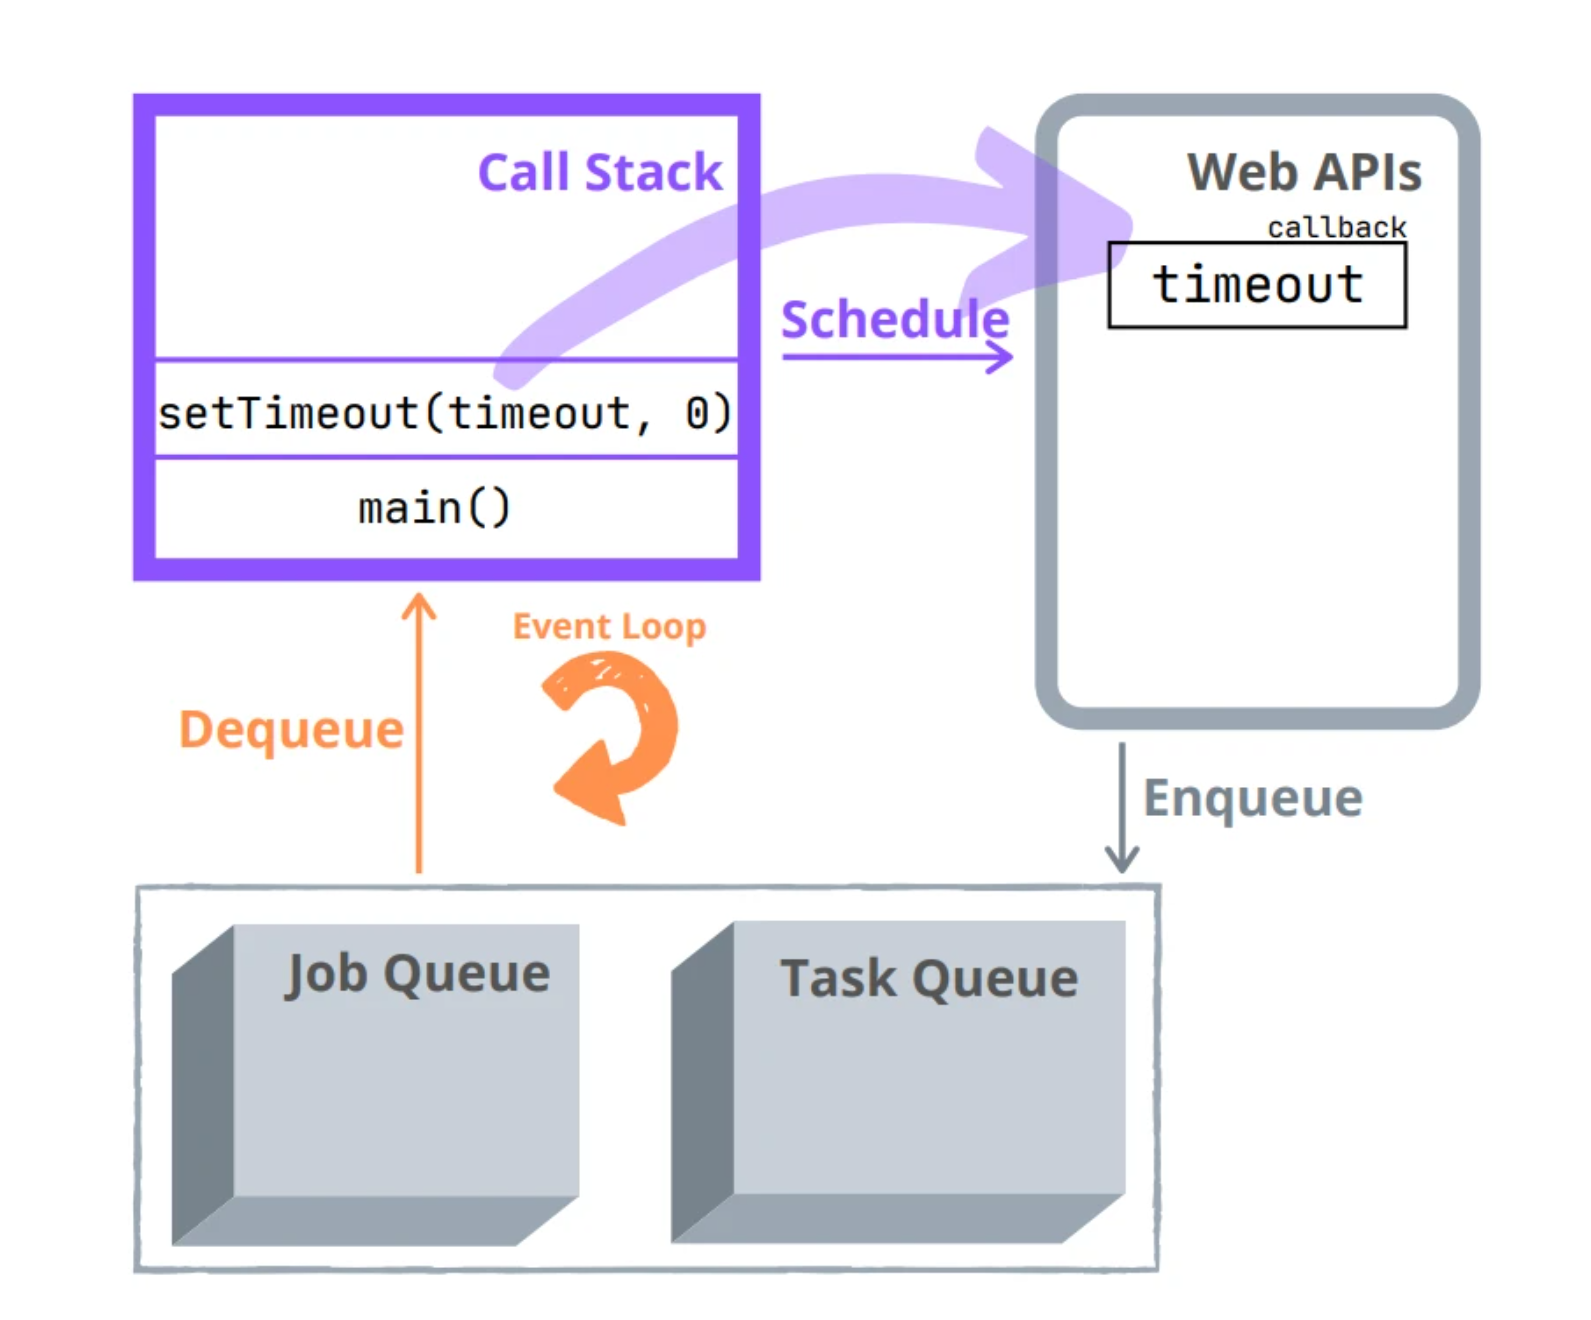 Call Stack
setTimeout(timeout, 0)
main()
Schedule
Web APIs
callback
timeout
Event Loop
Dequeue
Enqueue
Job Queue
Task Queue